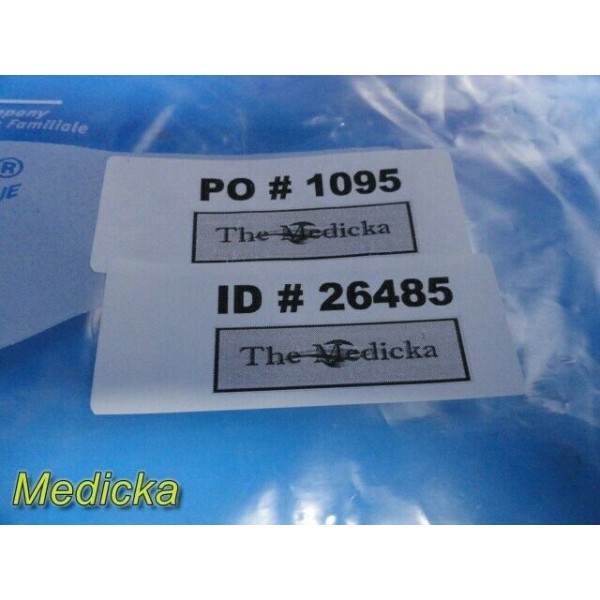 Familiale
®
PO # 1095
The Medicka
ID # 26485
The Medicka
Medicka